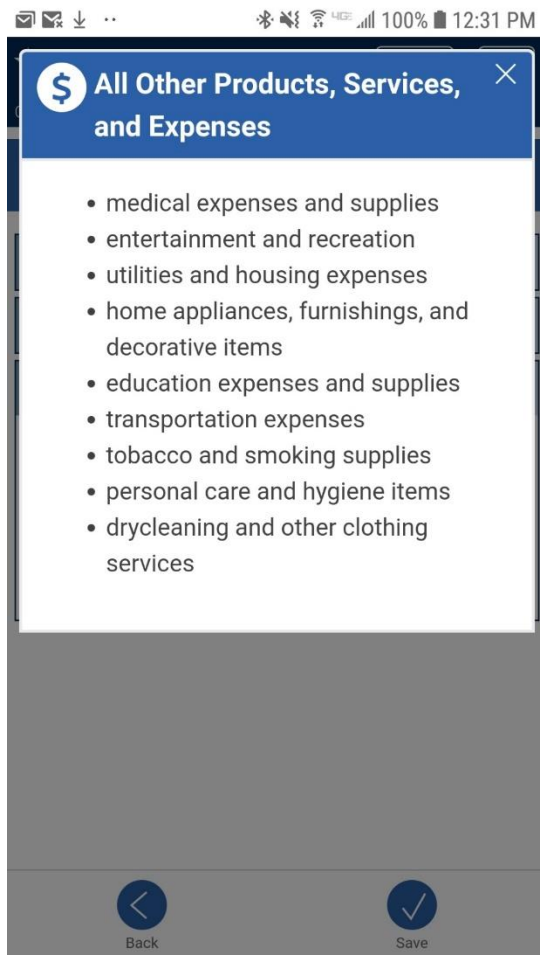 4GE 100% 12:31 PM
$ All Other Products, Services,
and Expenses
• medical expenses and supplies
• entertainment and recreation
• utilities and housing expenses
• home appliances, furnishings, and
decorative items
• education expenses and supplies
• transportation expenses
• tobacco and smoking supplies
• personal care and hygiene items
• drycleaning and other clothing
services
Back Save